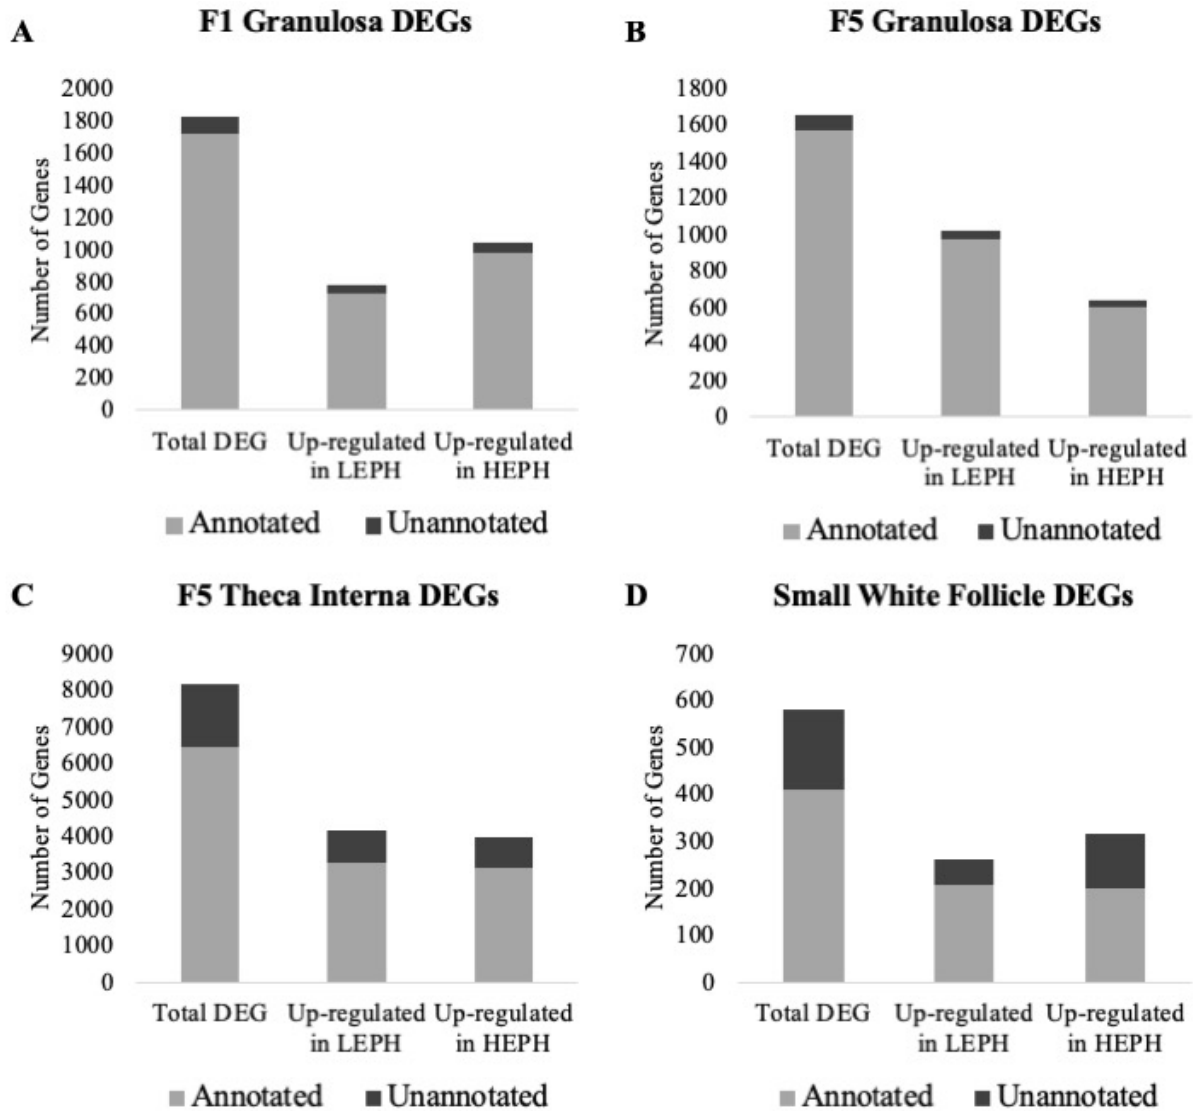 A
F1 Granulosa DEGs
Number of Genes
2000
1800
1600
1400
1200
1000
800
600
400
200
0
Total DEG
Up-regulated
in LEPH
Up-regulated
in HEPH
Annotated
Unannotated
B
F5 Granulosa DEGs
Number of Genes
1800
1600
1400
1200
1000
800
600
400
200
0
Total DEG
Up-regulated
in LEPH
Up-regulated
in HEPH
Annotated
Unannotated
C
F5 Theca Interna DEGs
Number of Genes
9000
8000
7000
6000
5000
4000
3000
2000
1000
0
Total DEG
Up-regulated
in LEPH
Up-regulated
in HEPH
Annotated
Unannotated
D
Small White Follicle DEGs
Number of Genes
700
600
500
400
300
200
100
0
Total DEG
Up-regulated
in LEPH
Up-regulated
in HEPH
Annotated
Unannotated